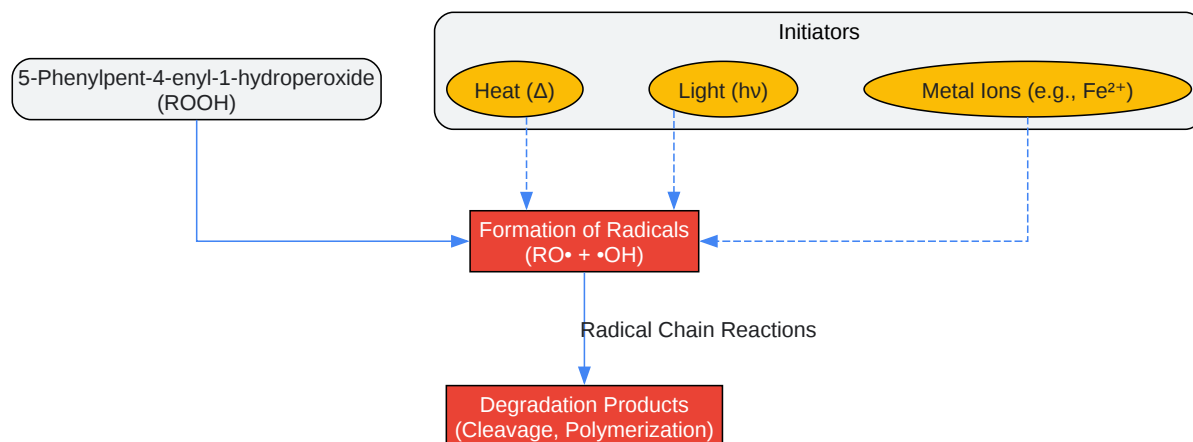 Initiators
5-Phenylpent-4-enyl-1-hydroperoxide
(ROOH)
Heat (Δ)
Light (hν)
Metal Ions (e.g., Fe²⁺)
Formation of Radicals
(RO• + •OH)
Radical Chain Reactions
Degradation Products
(Cleavage, Polymerization)